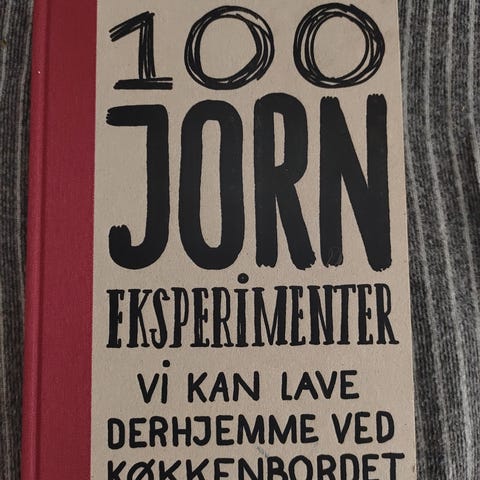 100
JORN
EKSPERIMENTER
Vi KAN LAVE
DERHJEMME VED
KØKKENBORDET